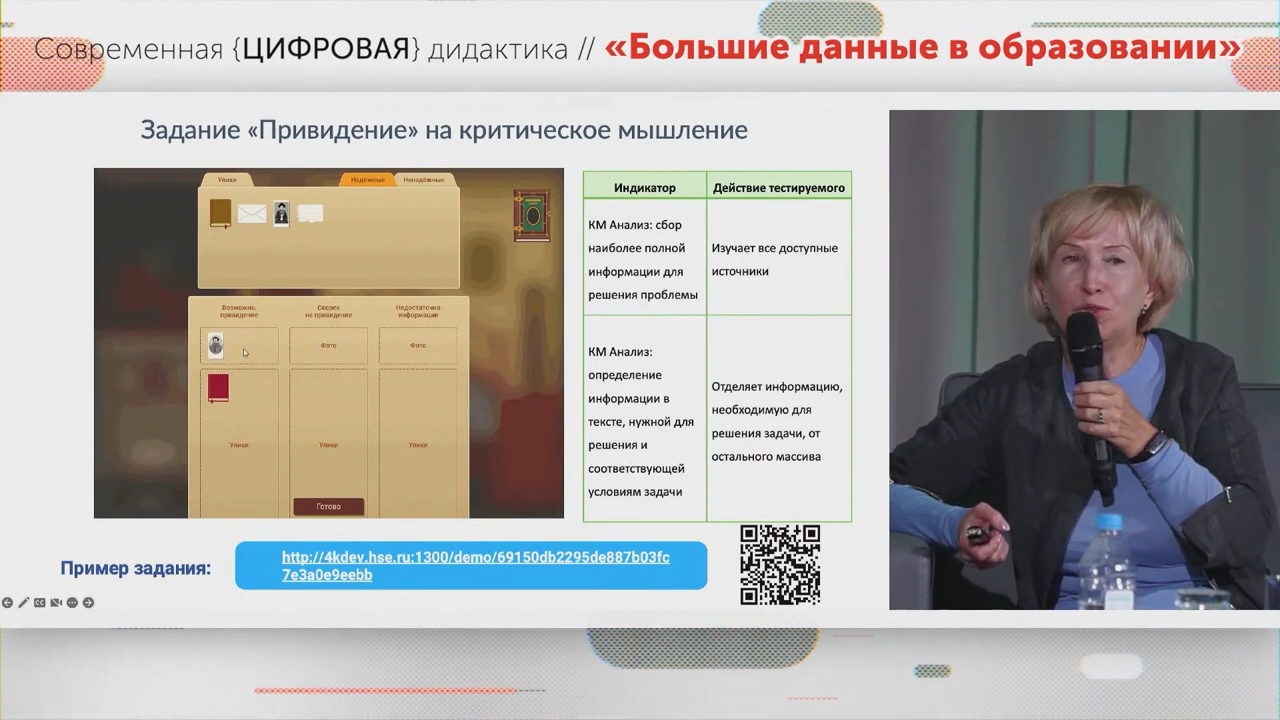 Современная {ЦИФРОВАЯ} дидактика // «Большие данные в образовании»
Задание «Привидение» на критическое мышление
Улики
Надёжные
Ненадёжные
Возможно, привидение
Скорее не привидение
Недостаточно информации
Фото
Фото
Улики
Улики
Улики
Готово
Индикатор
Действие тестируемого
КМ Анализ: сбор
наиболее полной
информации для
решения проблемы
Изучает все доступные
источники
КМ Анализ:
определение
информации в
тексте, нужной для
решения и
соответствующей
условиям задачи
Отделяет информацию,
необходимую для
решения задачи, от
остального массива
Пример задания:
http://4kdev.hse.ru:1300/demo/69150db2295de887b03fc
7e3a0e9eebb